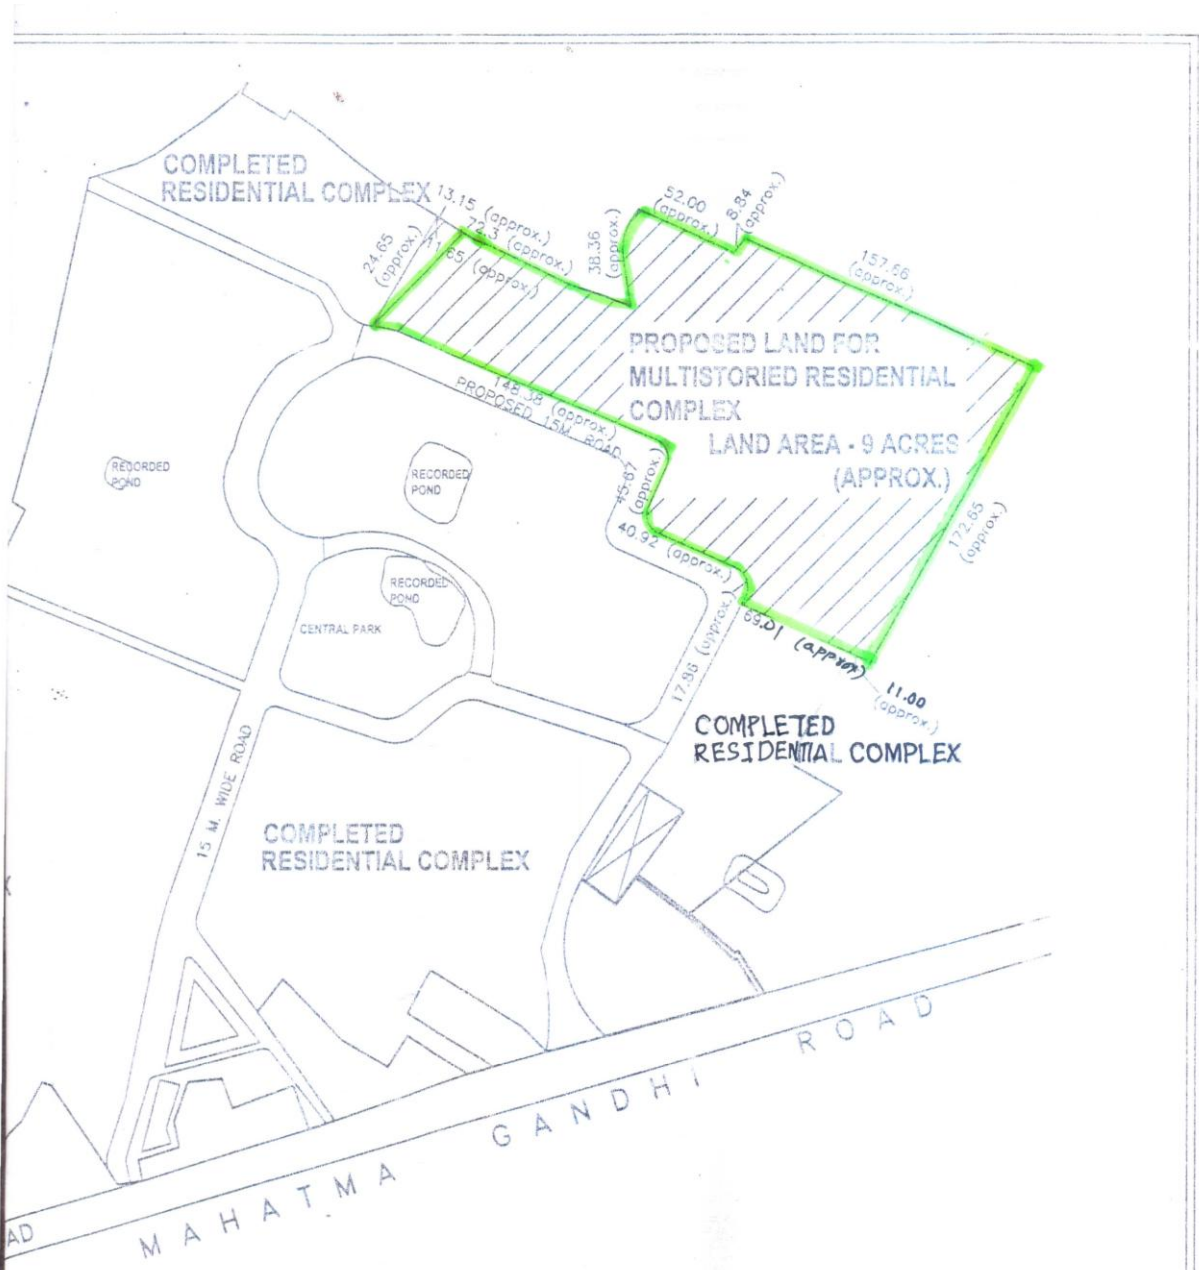 COMPLETED
RESIDENTIAL COMPLEX
13.15 (approx.)
72.3 (approx.)
11.65 (approx.)
24.65
(approx.)
38.36
(approx.)
52.00
(approx.)
8.84
(approx.)
157.66
(approx.)
PROPOSED LAND FOR
MULTISTORIED RESIDENTIAL
COMPLEX
LAND AREA - 9 ACRES
(APPROX.)
148.38 (approx.)
PROPOSED 15M. ROAD
45.87
(approx.)
40.92 (approx.)
172.65
(approx.)
RECORDED
POND
RECORDED
POND
RECORDED
POND
CENTRAL PARK
69.01 (approx)
17.86 (approx.)
11.00
(approx.)
COMPLETED
RESIDENTIAL COMPLEX
15 M. WIDE ROAD
COMPLETED
RESIDENTIAL COMPLEX
MAHATMA GANDHI ROAD
AD